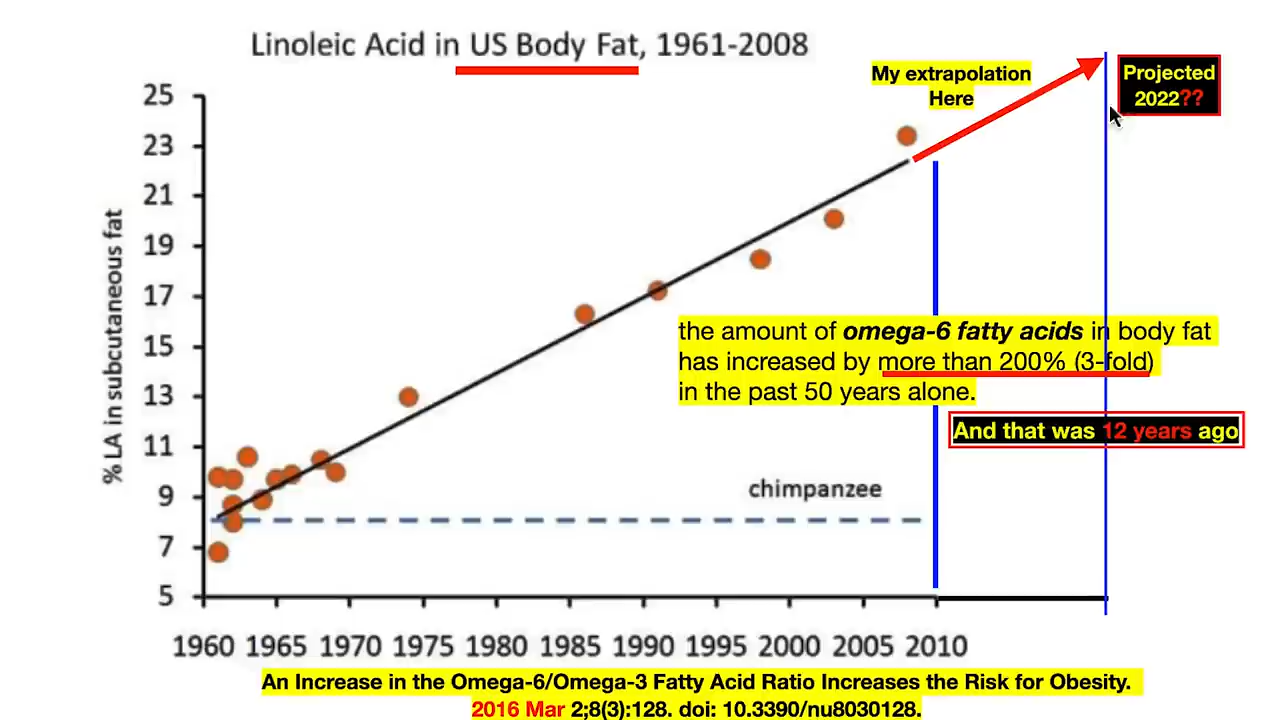 Linoleic Acid in US Body Fat, 1961-2008
My extrapolation
Here
Projected
2022??
25
23
21
19
17
15
13
11
9
7
5
% LA in subcutaneous fat
the amount of omega-6 fatty acids in body fat
has increased by more than 200% (3-fold)
in the past 50 years alone.
And that was 12 years ago
chimpanzee
1960 1965 1970 1975 1980 1985 1990 1995 2000 2005 2010
An Increase in the Omega-6/Omega-3 Fatty Acid Ratio Increases the Risk for Obesity.
2016 Mar 2;8(3):128. doi: 10.3390/nu8030128.